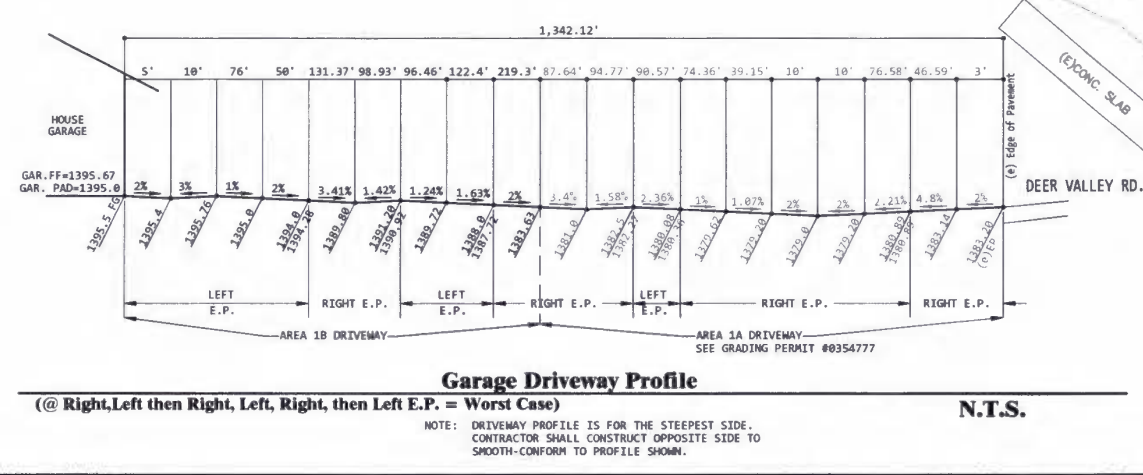 1,342.12'
5' 10' 76' 50' 131.37' 98.93' 96.46' 122.4' 219.3' 87.64' 94.77' 90.57' 74.36' 39.15' 10' 10' 76.58' 46.59' 3'
(E)CONC. SLAB
(e) Edge of Pavement
HOUSE
GARAGE
GAR.FF=1395.67
GAR. PAD=1395.0
2% 3% 1% 2% 3.41% 1.42% 1.24% 1.63% 2% 3.4% 1.58% 2.36% 1% 1.07% 2% 2% 2.21% 4.8% 2%
DEER VALLEY RD.
1395.5 FG
1395.4
1395.76
1395.0
1394.0
1394.28
1389.80
1391.20
1390.92
1389.72
1388.0
1387.72
1383.63
1381.0
1382.5
1382.27
1380.08
1380.36
1379.62
1379.20
1379.0
1379.20
1380.89
1380.89
1383.14
1383.20
(e)EP
LEFT
E.P.
RIGHT E.P.
LEFT
E.P.
RIGHT E.P.
LEFT
E.P.
RIGHT E.P.
RIGHT E.P.
AREA 1B DRIVEWAY
AREA 1A DRIVEWAY
SEE GRADING PERMIT #0354777
Garage Driveway Profile
(@ Right,Left then Right, Left, Right, then Left E.P. = Worst Case)
N.T.S.
NOTE: DRIVEWAY PROFILE IS FOR THE STEEPEST SIDE.
CONTRACTOR SHALL CONSTRUCT OPPOSITE SIDE TO
SMOOTH-CONFORM TO PROFILE SHOWN.